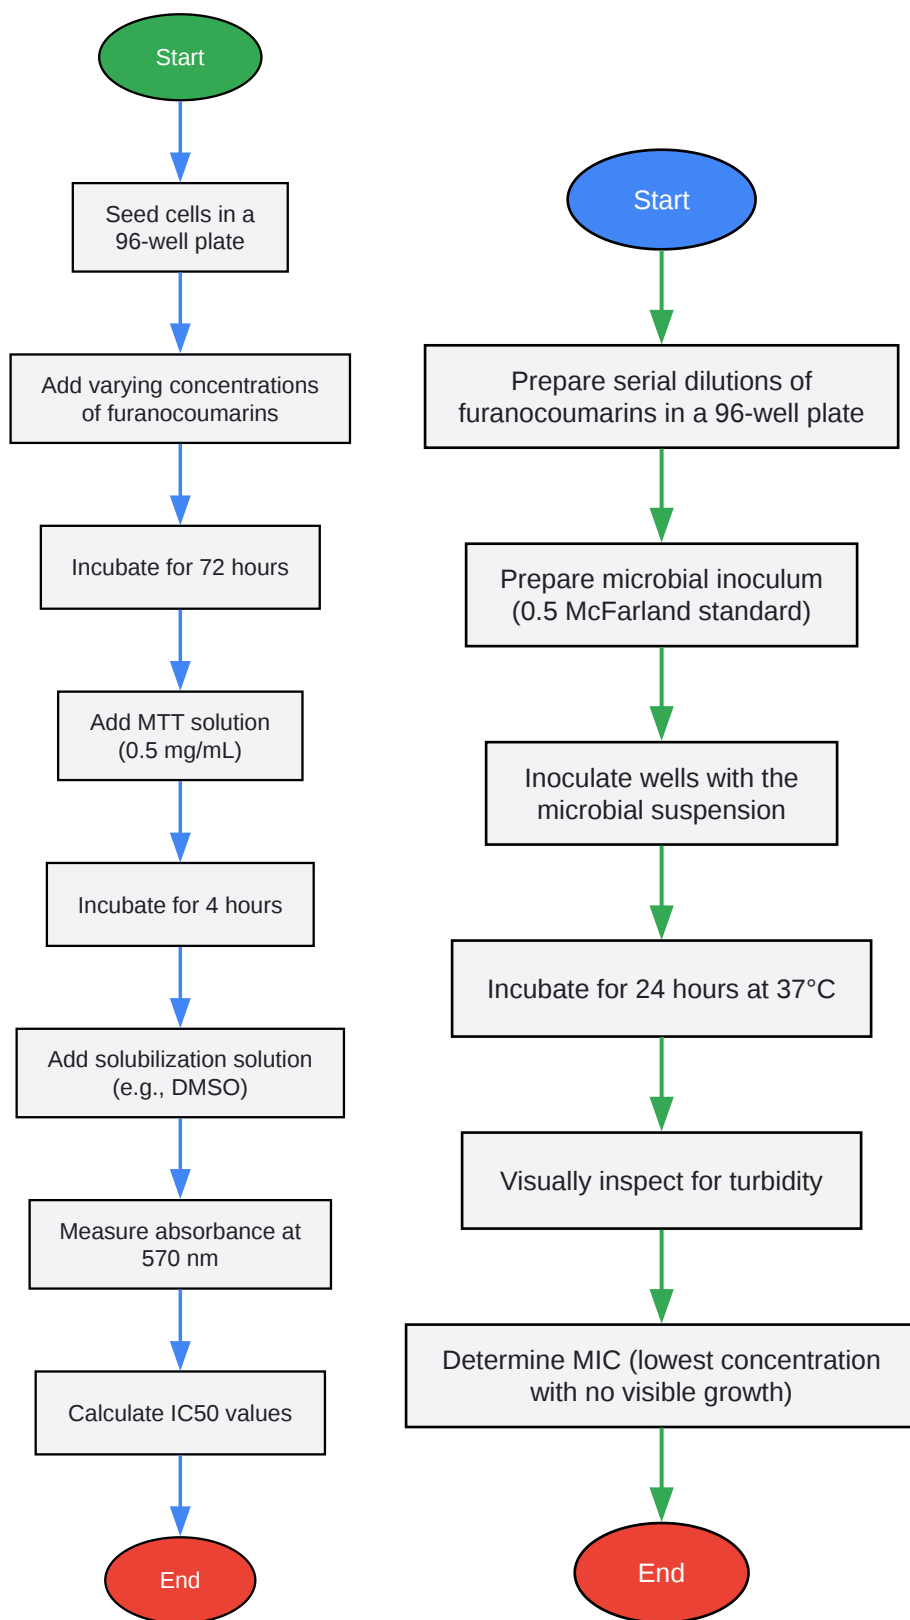 Start
Seed cells in a
96-well plate
Add varying concentrations
of furanocoumarins
Incubate for 72 hours
Add MTT solution
(0.5 mg/mL)
Incubate for 4 hours
Add solubilization solution
(e.g., DMSO)
Measure absorbance at
570 nm
Calculate IC50 values
End
Start
Prepare serial dilutions of
furanocoumarins in a 96-well plate
Prepare microbial inoculum
(0.5 McFarland standard)
Inoculate wells with the
microbial suspension
Incubate for 24 hours at 37°C
Visually inspect for turbidity
Determine MIC (lowest concentration
with no visible growth)
End